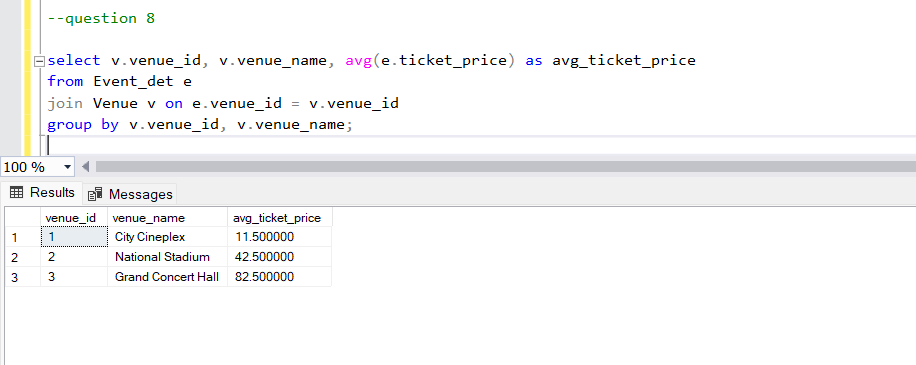 --question 8
select v.venue_id, v.venue_name, avg(e.ticket_price) as avg_ticket_price
from Event_det e
join Venue v on e.venue_id = v.venue_id
group by v.venue_id, v.venue_name;
100 %
Results Messages
venue_id venue_name avg_ticket_price
1 1 City Cineplex 11.500000
2 2 National Stadium 42.500000
3 3 Grand Concert Hall 82.500000